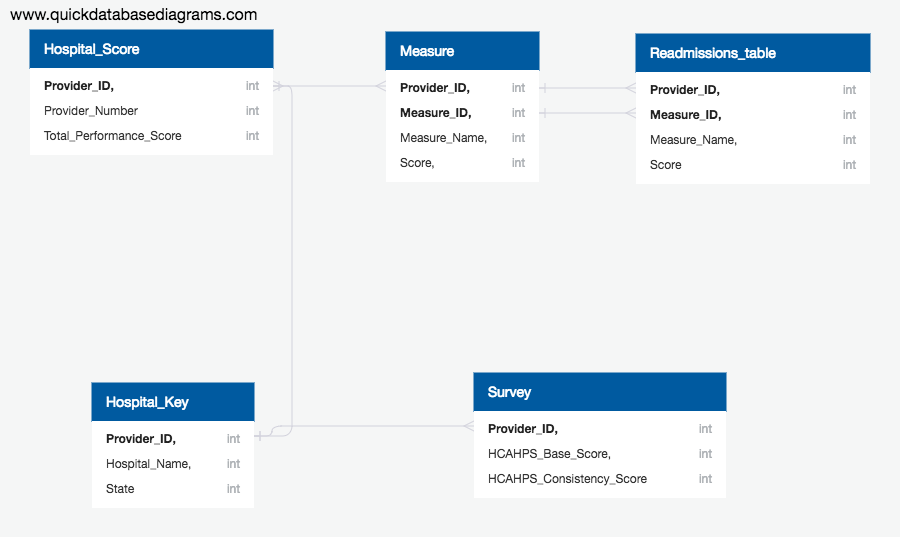 www.quickdatabasediagrams.com
Hospital_Score
Provider_ID, int
Provider_Number int
Total_Performance_Score int
Measure
Provider_ID, int
Measure_ID, int
Measure_Name, int
Score, int
Readmissions_table
Provider_ID, int
Measure_ID, int
Measure_Name, int
Score int
Hospital_Key
Provider_ID, int
Hospital_Name, int
State int
Survey
Provider_ID, int
HCAHPS_Base_Score, int
HCAHPS_Consistency_Score int